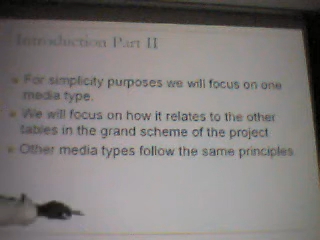 Introduction Part II
For simplicity purposes we will focus on one
media type.
We will focus on how it relates to the other
tables in the grand scheme of the project
Other media types follow the same principles